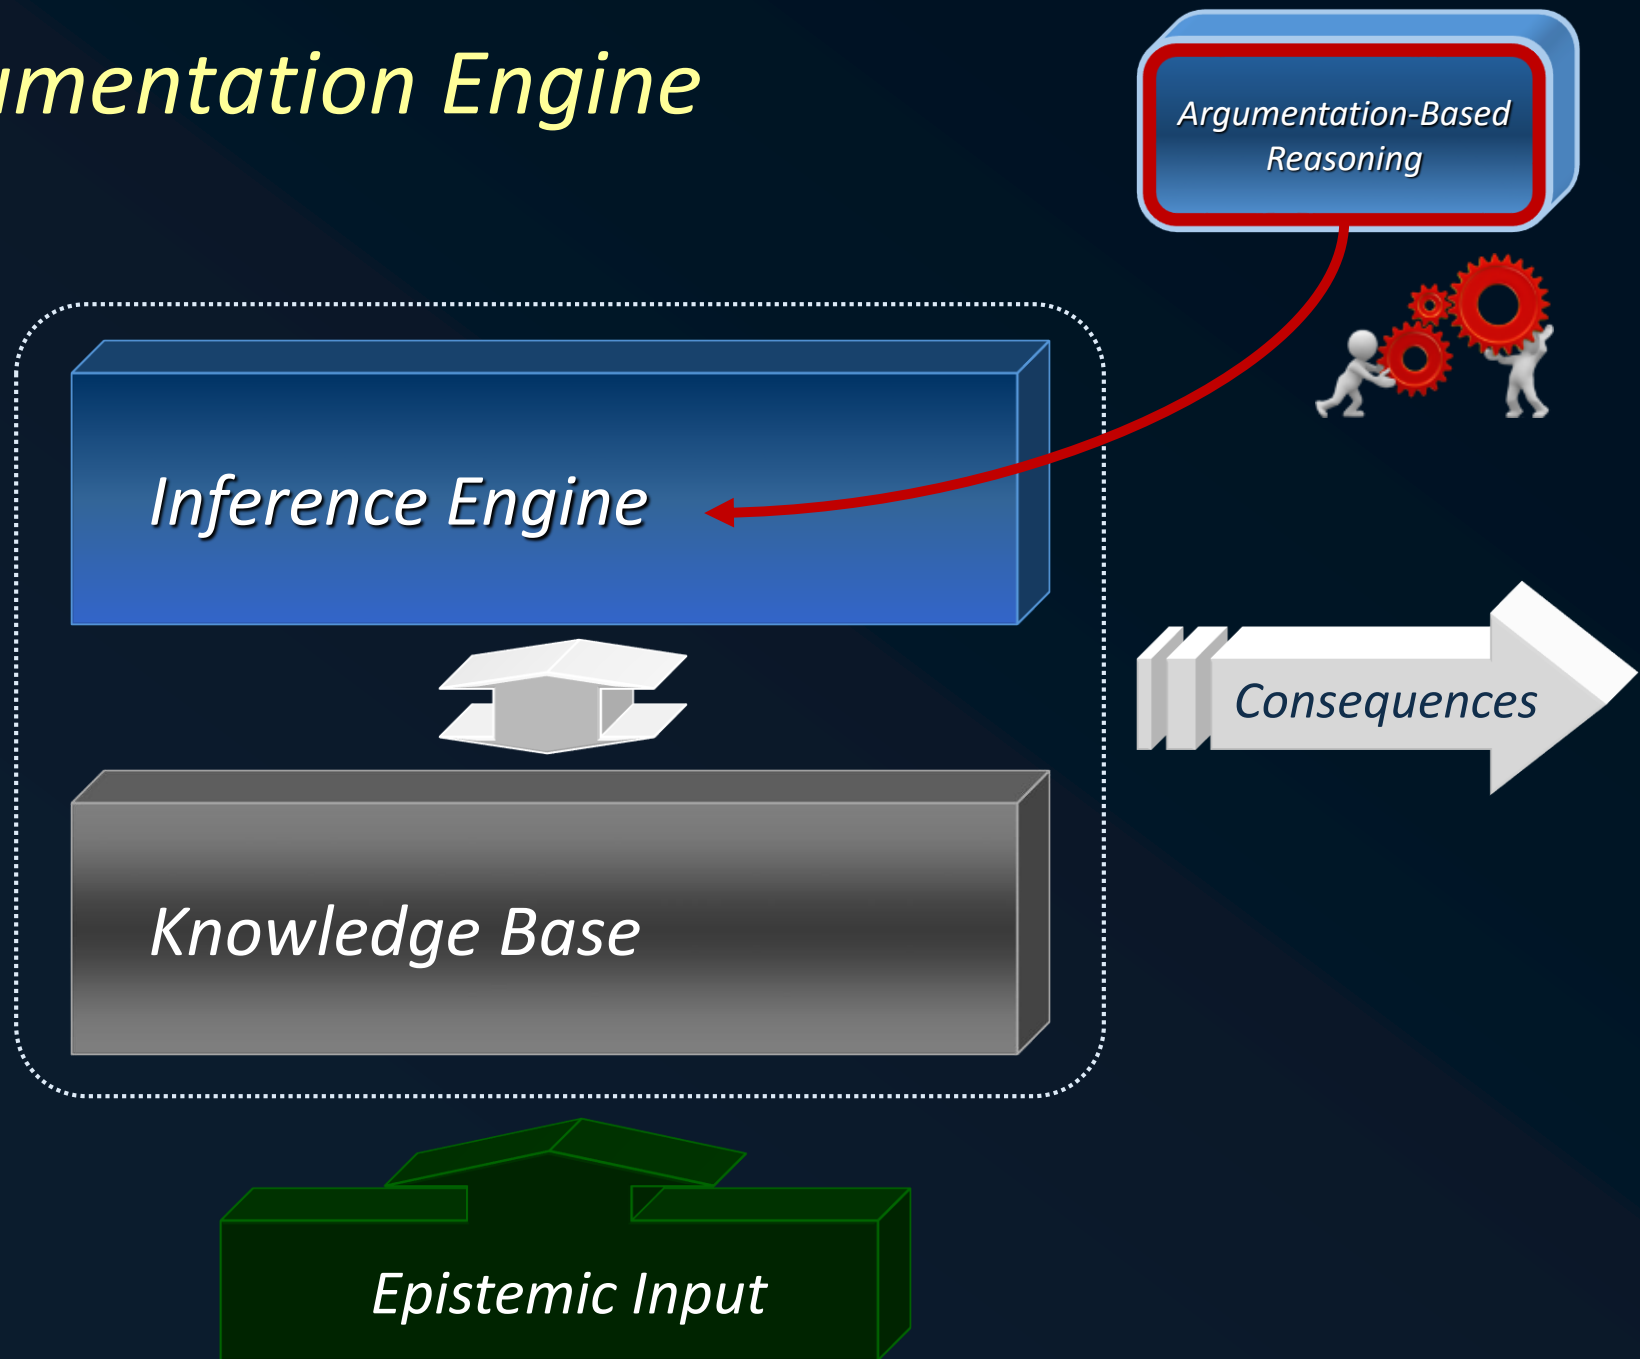 umentation Engine
Argumentation-Based
Reasoning
Inference Engine
Consequences
Knowledge Base
Epistemic Input